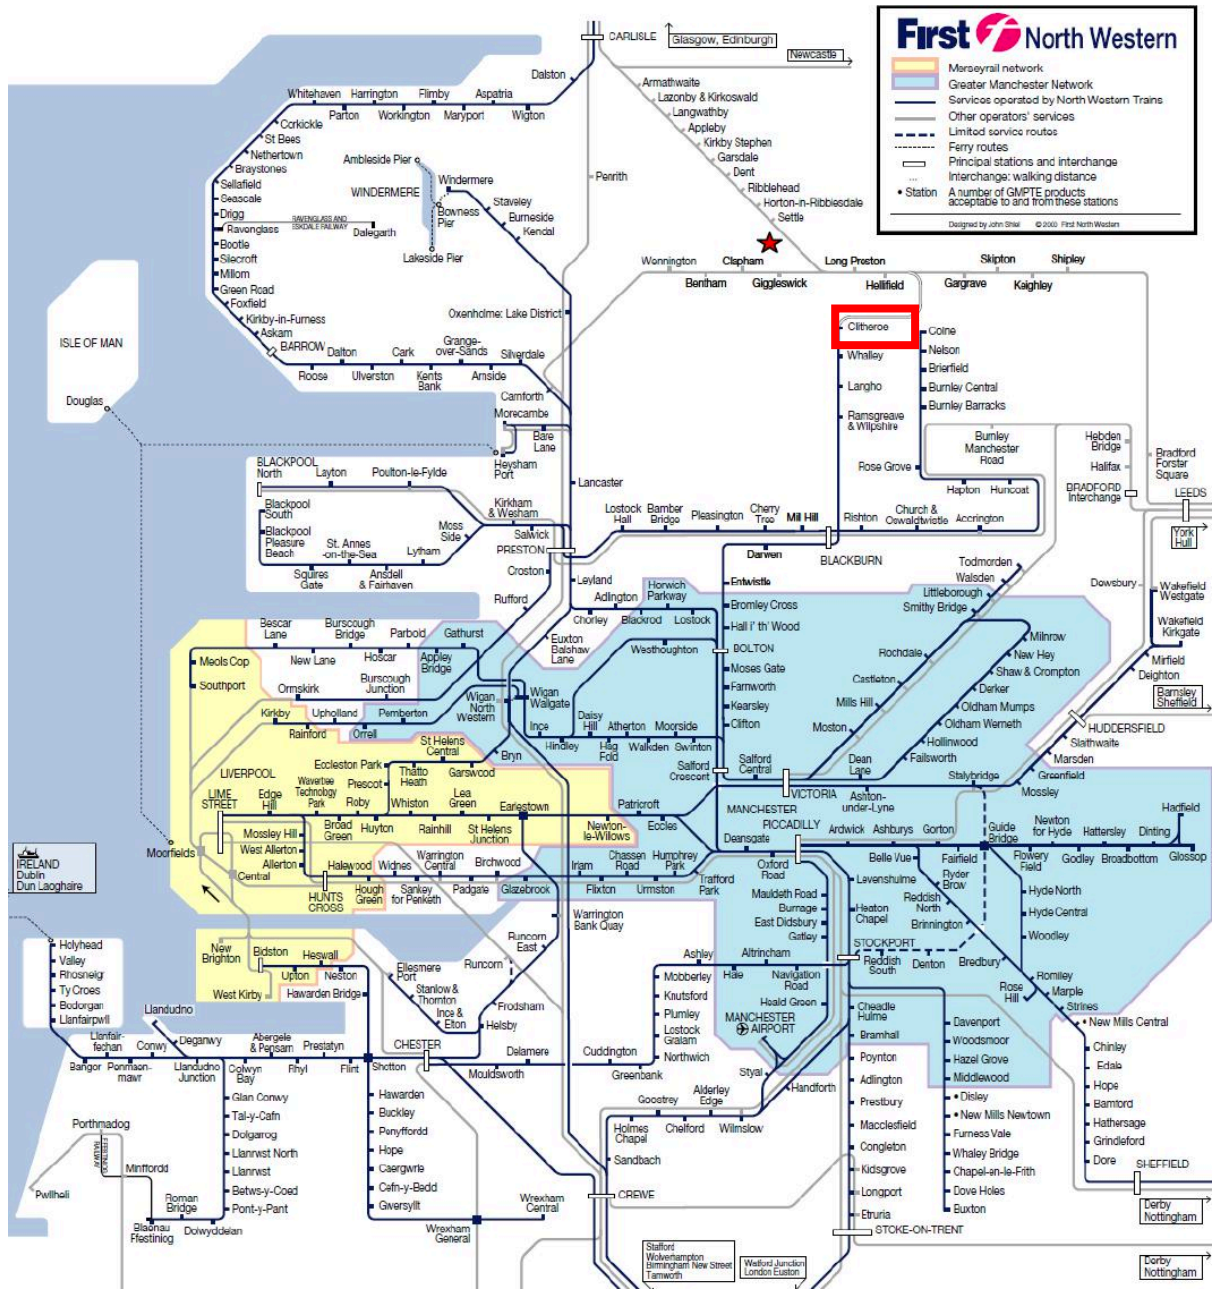 First North Western
Merseyrail network
Greater Manchester Network
Services operated by North Western Trains
Other operators' services
Limited service routes
Ferry routes
Principal stations and interchange
Interchange: walking distance
• Station
A number of GMPTE products
acceptable to and from these stations
Designed by John Shiel © 2000 First North Western
CARLISLE
Glasgow, Edinburgh
Newcastle
Dalston
Armathwaite
Lazonby & Kirkoswald
Langwathby
Appleby
Kirkby Stephen
Garsdale
Dent
Ribblehead
Horton-in-Ribblesdale
Settle
Whitehaven
Harrington
Flimby
Aspatria
Parton
Workington
Maryport
Wigton
Corkickle
St Bees
Nethertown
Braystones
Sellafield
Seascale
Drigg
Ravenglass
Bootle
Silecroft
Millom
Green Road
Foxfield
Kirkby-in-Furness
Askam
BARROW
RAVENGLASS AND
ESKDALE RAILWAY
Dalegarth
Ambleside Pier
WINDERMERE
Windermere
Bowness
Pier
Lakeside Pier
Staveley
Burneside
Kendal
Penrith
Oxenholme: Lake District
Wennington
Clapham
Long Preston
Skipton
Shipley
Bentham
Giggleswick
Hellifield
Gargrave
Keighley
ISLE OF MAN
Douglas
Dalton
Cark
Grange-
over-Sands
Silverdale
Roose
Ulverston
Kents
Bank
Arnside
Carnforth
Morecambe
Bare
Lane
Heysham
Port
Lancaster
Clitheroe
Whalley
Langho
Ramsgreave
& Wilpshire
Colne
Nelson
Brierfield
Burnley Central
Burnley Barracks
Burnley
Manchester
Road
Rose Grove
Hapton
Huncoat
Hebden
Bridge
Halifax
BRADFORD
Interchange
Bradford
Forster
Square
LEEDS
York
Hull
BLACKPOOL
North
Layton
Poulton-le-Fylde
Blackpool
South
Blackpool
Pleasure
Beach
Squires
Gate
St. Annes
-on-the-Sea
Ansdell
& Fairhaven
Lytham
Moss
Side
Kirkham
& Wesham
Salwick
PRESTON
Lostock
Hall
Bamber
Bridge
Pleasington
Cherry
Tree
Mill Hill
BLACKBURN
Rishton
Church &
Oswaldtwistle
Accrington
Croston
Rufford
Leyland
Euxton
Balshaw
Lane
Chorley
Adlington
Blackrod
Horwich
Parkway
Lostock
Darwen
Entwistle
Bromley Cross
Hall i' th' Wood
BOLTON
Moses Gate
Farnworth
Kearsley
Clifton
Westhoughton
Todmorden
Walsden
Littleborough
Smithy Bridge
Rochdale
Castleton
Mills Hill
Moston
Milnrow
New Hey
Shaw & Crompton
Derker
Oldham Mumps
Oldham Werneth
Hollinwood
Failsworth
Dean
Lane
Dewsbury
Wakefield
Westgate
Wakefield
Kirkgate
Mirfield
Deighton
Barnsley
Sheffield
HUDDERSFIELD
Slaithwaite
Marsden
Greenfield
Mossley
Stalybridge
Ashton-
under-Lyne
Bescar
Lane
Burscough
Bridge
Parbold
Gathurst
Meols Cop
New Lane
Hoscar
Appley
Bridge
Southport
Ormskirk
Burscough
Junction
Kirkby
Upholland
Pemberton
Rainford
Orrell
Wigan
North
Western
Wigan
Wallgate
Ince
Hindley
Daisy
Hill
Hag
Fold
Atherton
Walkden
Moorside
Swinton
Salford
Crescent
Salford
Central
VICTORIA
MANCHESTER
PICCADILLY
Deansgate
Oxford
Road
Bryn
St Helens
Central
Garswood
Thatto
Heath
Eccleston Park
Prescot
LIVERPOOL
LIME
STREET
Edge
Hill
Wavertree
Technology
Park
Roby
Broad
Green
Huyton
Whiston
Rainhill
Lea
Green
St Helens
Junction
Earlestown
Newton-
le-Willows
Patricroft
Eccles
Mossley Hill
West Allerton
Allerton
HUNTS
CROSS
Halewood
Hough
Green
Widnes
Sankey
for Penketh
Warrington
Central
Padgate
Birchwood
Glazebrook
Irlam
Flixton
Chassen
Road
Urmston
Humphrey
Park
Trafford
Park
Moorfields
Central
IRELAND
Dublin
Dun Laoghaire
Ardwick
Ashburys
Gorton
Guide
Bridge
Newton
for Hyde
Hattersley
Dinting
Hadfield
Flowery
Field
Godley
Broadbottom
Glossop
Belle Vue
Fairfield
Ryder
Brow
Reddish
North
Brinnington
Bredbury
Hyde North
Hyde Central
Woodley
Romiley
Rose
Hill
Marple
Strines
• New Mills Central
Chinley
Edale
Hope
Bamford
Hathersage
Grindleford
Dore
SHEFFIELD
Derby
Nottingham
Mauldeth Road
Burnage
East Didsbury
Gatley
Heald Green
MANCHESTER
AIRPORT
Styal
Levenshulme
Heaton
Chapel
STOCKPORT
Reddish
South
Denton
Ashley
Altrincham
Hale
Navigation
Road
Mobberley
Knutsford
Plumley
Lostock
Gralam
Northwich
Greenbank
Cuddington
Delamere
Mouldsworth
CHESTER
Cheadle
Hulme
Bramhall
Poynton
Adlington
Prestbury
Macclesfield
Congleton
Kidsgrove
Longport
Etruria
STOKE-ON-TRENT
Derby
Nottingham
Davenport
Woodsmoor
Hazel Grove
Middlewood
• Disley
• New Mills Newtown
Furness Vale
Whaley Bridge
Chapel-en-le-Frith
Dove Holes
Buxton
Handforth
Wilmslow
Alderley
Edge
Chelford
Goostrey
Holmes
Chapel
Sandbach
CREWE
Warrington
Bank Quay
Runcorn
East
Runcorn
Frodsham
Helsby
Ellesmere
Port
Stanlow &
Thornton
Ince &
Elton
New
Brighton
Bidston
Heswall
Upton
Neston
West Kirby
Hawarden Bridge
Holyhead
Valley
Rhosneigr
Ty Croes
Bodorgan
Llanfairpwll
Bangor
Llanfair-
fechan
Penmaen-
mawr
Conwy
Llandudno
Deganwy
Llandudno
Junction
Colwyn
Bay
Abergele
& Pensarn
Rhyl
Prestatyn
Flint
Shotton
Glan Conwy
Tal-y-Cafn
Dolgarrog
Llanrwst North
Llanrwst
Betws-y-Coed
Pont-y-Pant
Dolwyddelan
Roman
Bridge
Blaenau
Ffestiniog
Minffordd
Porthmadog
FFESTINIOG
RAILWAY
Pwllheli
Hawarden
Buckley
Penyffordd
Hope
Caergwrle
Cefn-y-Bedd
Gwersyllt
Wrexham
General
Wrexham
Central
Stafford
Wolverhampton
Birmingham New Street
Tamworth
Watford Junction
London Euston